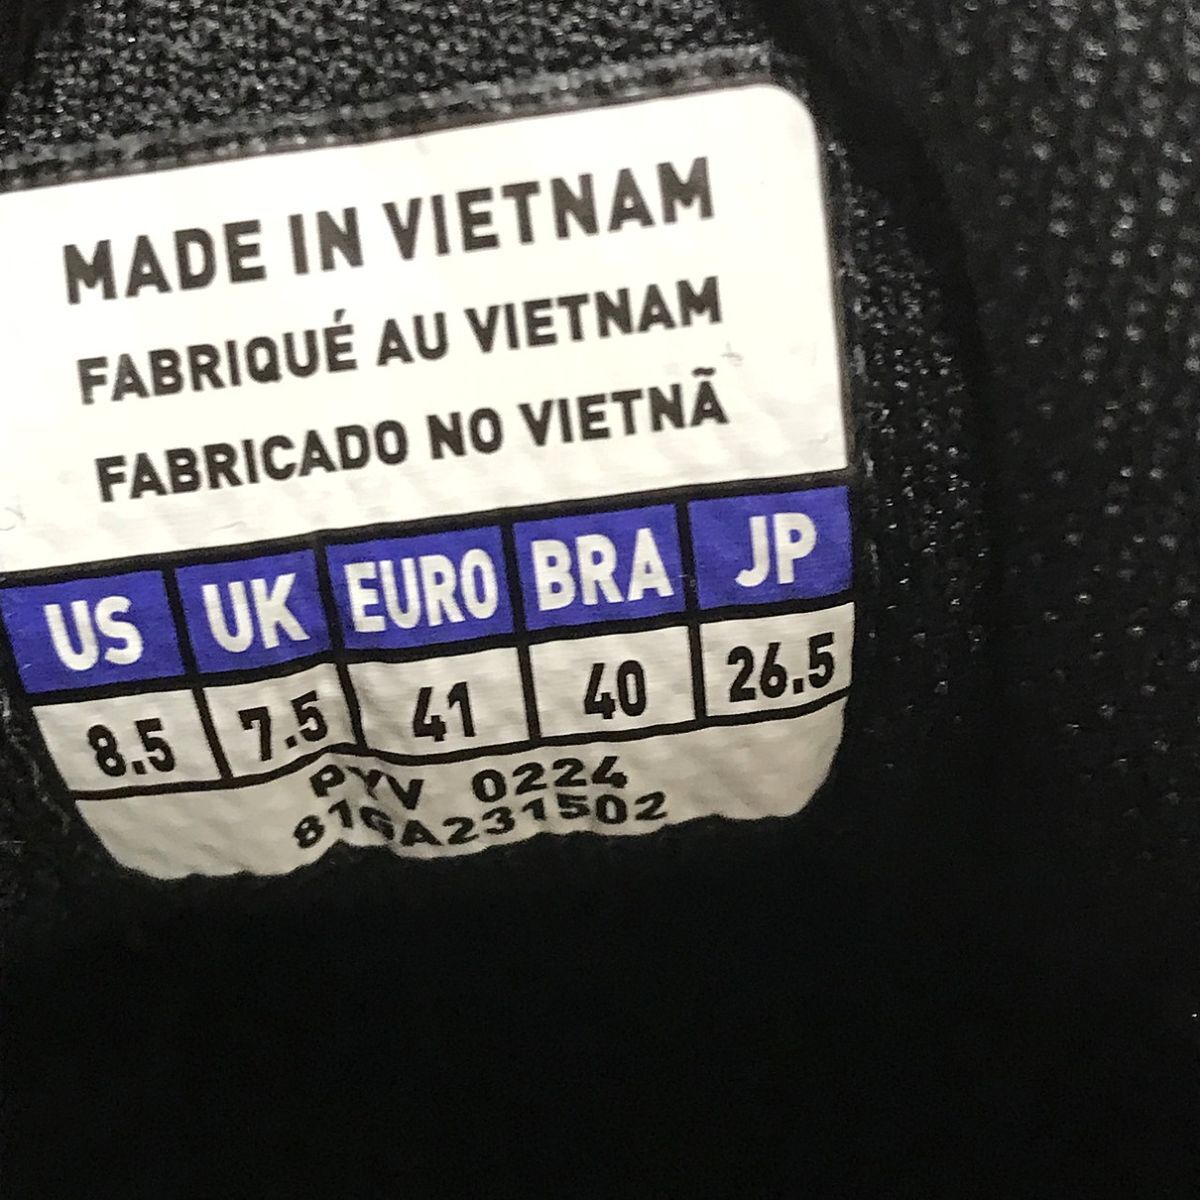 MADE IN VIETNAM
FABRIQUÉ AU VIETNAM
FABRICADO NO VIETNÃ
US UK EURO BRA JP
8.5 7.5 41 40 26.5
PYV 0224
81GA231502